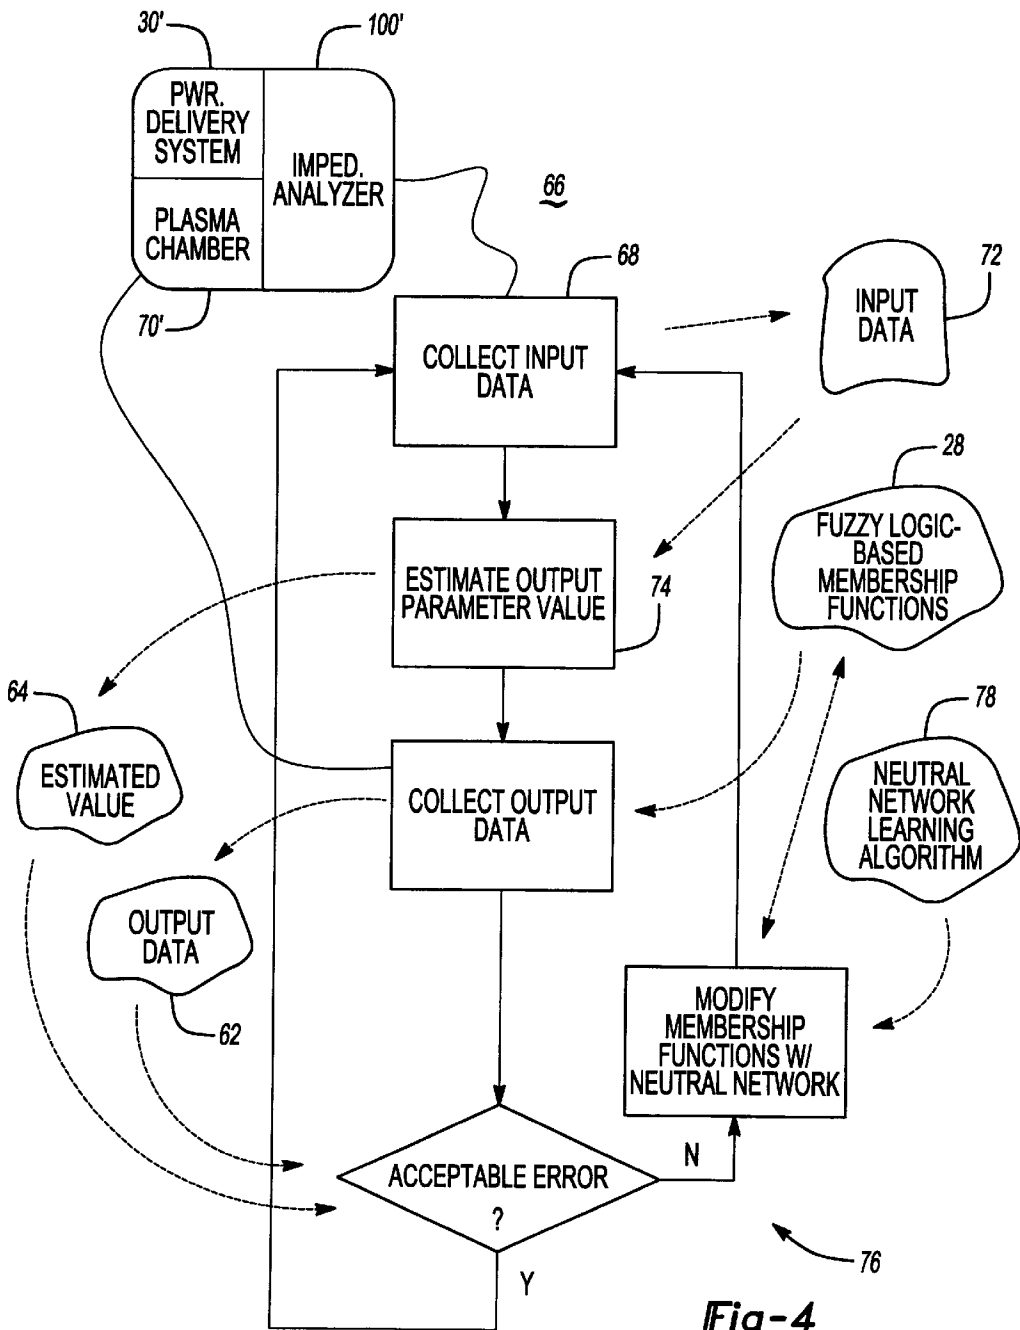 30'
100'
PWR.
DELIVERY
SYSTEM
IMPED.
ANALYZER
PLASMA
CHAMBER
70'
66
68
72
COLLECT INPUT
DATA
INPUT
DATA
28
FUZZY LOGIC-
BASED
MEMBERSHIP
FUNCTIONS
ESTIMATE OUTPUT
PARAMETER VALUE
74
64
ESTIMATED
VALUE
78
NEUTRAL
NETWORK
LEARNING
ALGORITHM
COLLECT OUTPUT
DATA
OUTPUT
DATA
62
MODIFY
MEMBERSHIP
FUNCTIONS W/
NEUTRAL NETWORK
ACCEPTABLE ERROR
?
N
Y
76
Fig-4